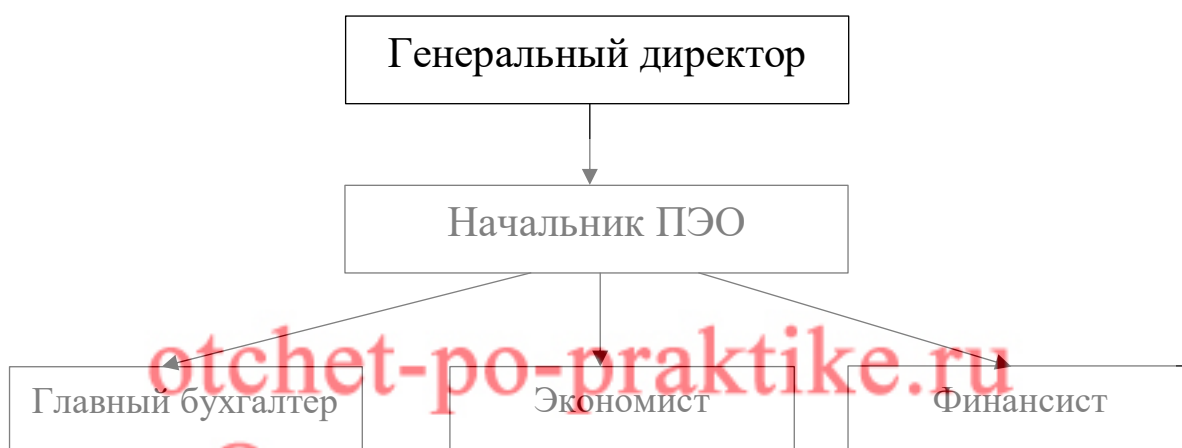 Генеральный директор
Начальник ПЭО
otchet-po-praktike.ru
Главный бухгалтер
Экономист
Финансист